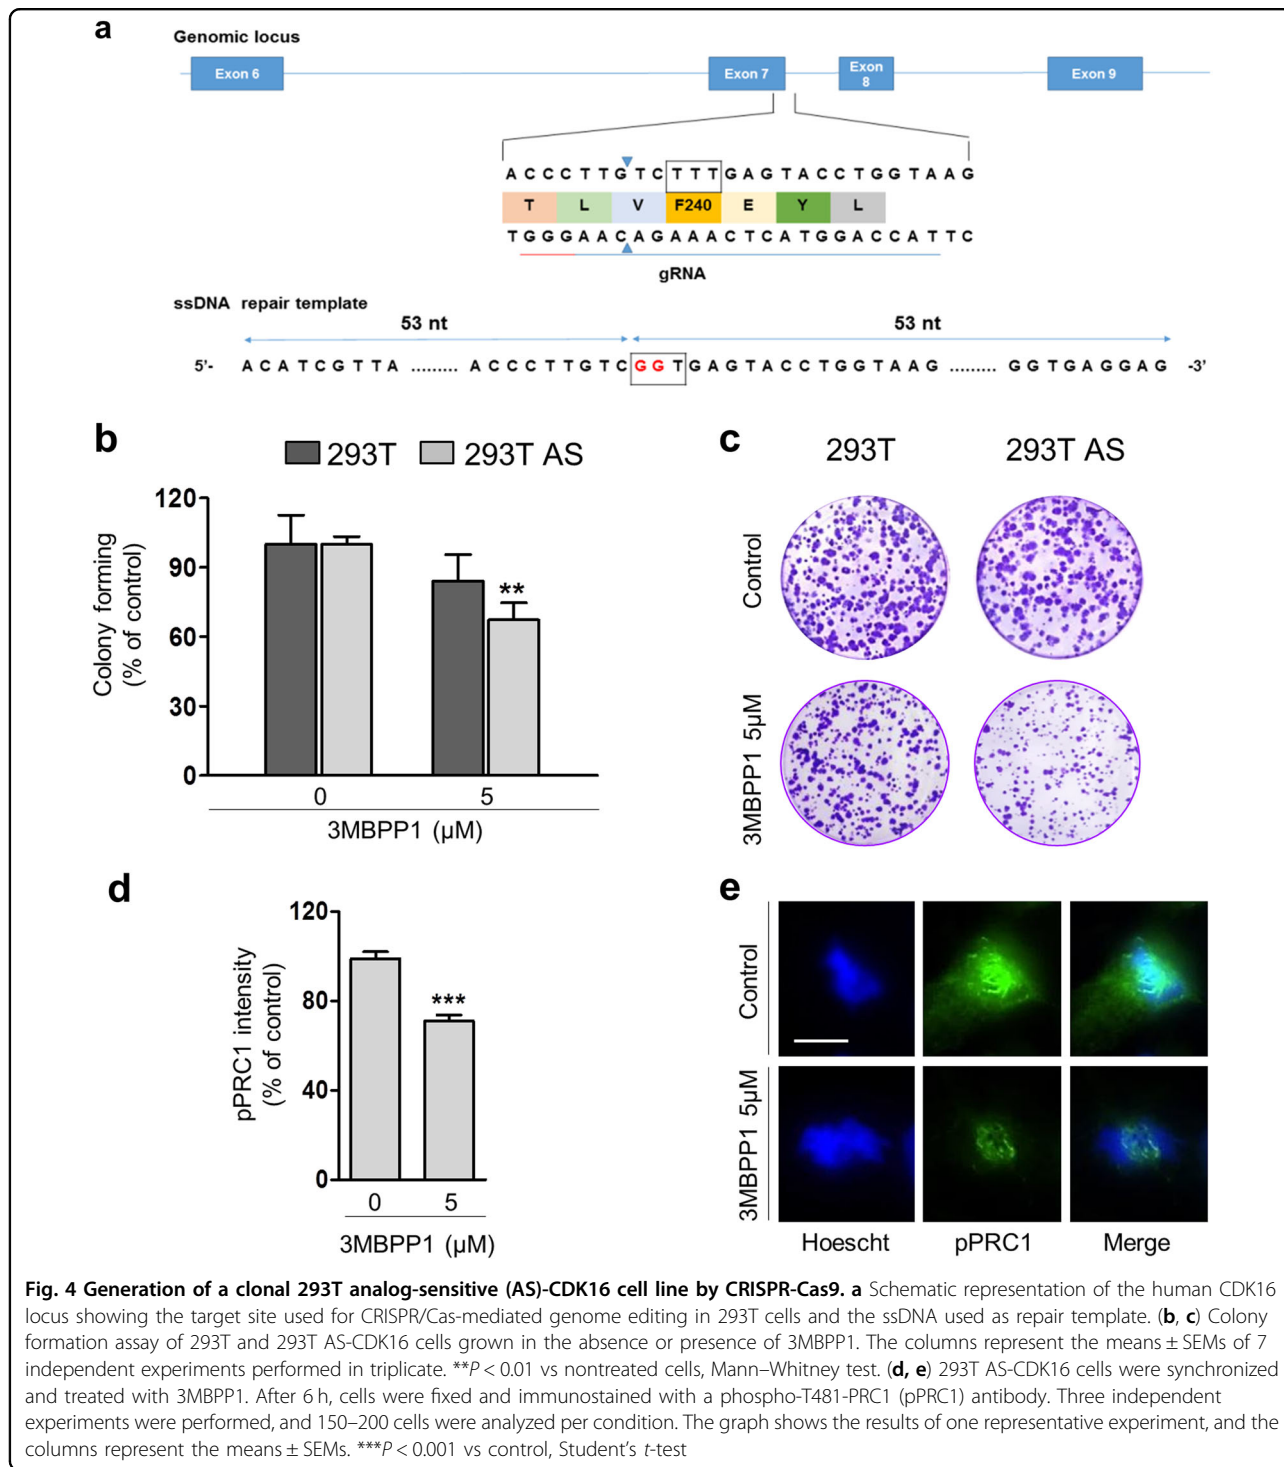 a
Genomic locus
Exon 6
Exon 7
Exon 8
Exon 9
A C C C T T G T C T T T G A G T A C C T G G T A A G
T L V F240 E Y L
T G G G A A C A G A A A C T C A T G G A C C A T T C
gRNA
ssDNA repair template
53 nt 53 nt
5'- A C A T C G T T A ......... A C C C T T G T C G G T G A G T A C C T G G T A A G ......... G G T G A G G A G -3'
b
293T 293T AS
Colony forming
(% of control)
120
90
60
30
0
**
0 5
3MBPP1 (µM)
c
293T 293T AS
Control
3MBPP1 5µM
d
pPRC1 intensity
(% of control)
120
80
40
0
***
0 5
3MBPP1 (µM)
e
Control
3MBPP1 5µM
Hoescht pPRC1 Merge
Fig. 4 Generation of a clonal 293T analog-sensitive (AS)-CDK16 cell line by CRISPR-Cas9. a Schematic representation of the human CDK16
locus showing the target site used for CRISPR/Cas-mediated genome editing in 293T cells and the ssDNA used as repair template. (b, c) Colony
formation assay of 293T and 293T AS-CDK16 cells grown in the absence or presence of 3MBPP1. The columns represent the means ± SEMs of 7
independent experiments performed in triplicate. **P < 0.01 vs nontreated cells, Mann–Whitney test. (d, e) 293T AS-CDK16 cells were synchronized
and treated with 3MBPP1. After 6 h, cells were fixed and immunostained with a phospho-T481-PRC1 (pPRC1) antibody. Three independent
experiments were performed, and 150–200 cells were analyzed per condition. The graph shows the results of one representative experiment, and the
columns represent the means ± SEMs. ***P < 0.001 vs control, Student's t-test